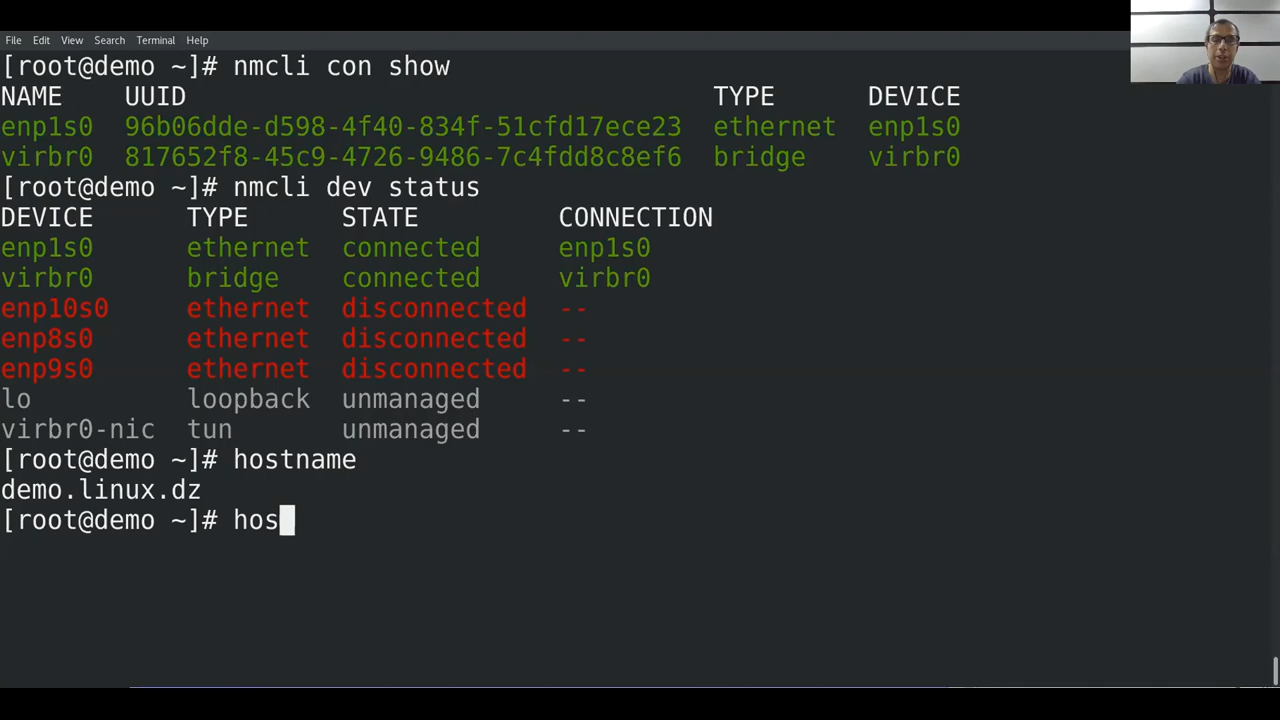 File Edit View Search Terminal Help
[root@demo ~]# nmcli con show
NAME UUID TYPE DEVICE
enp1s0 96b06dde-d598-4f40-834f-51cfd17ece23 ethernet enp1s0
virbr0 817652f8-45c9-4726-9486-7c4fdd8c8ef6 bridge virbr0
[root@demo ~]# nmcli dev status
DEVICE TYPE STATE CONNECTION
enp1s0 ethernet connected enp1s0
virbr0 bridge connected virbr0
enp10s0 ethernet disconnected --
enp8s0 ethernet disconnected --
enp9s0 ethernet disconnected --
lo loopback unmanaged --
virbr0-nic tun unmanaged --
[root@demo ~]# hostname
demo.linux.dz
[root@demo ~]# hos